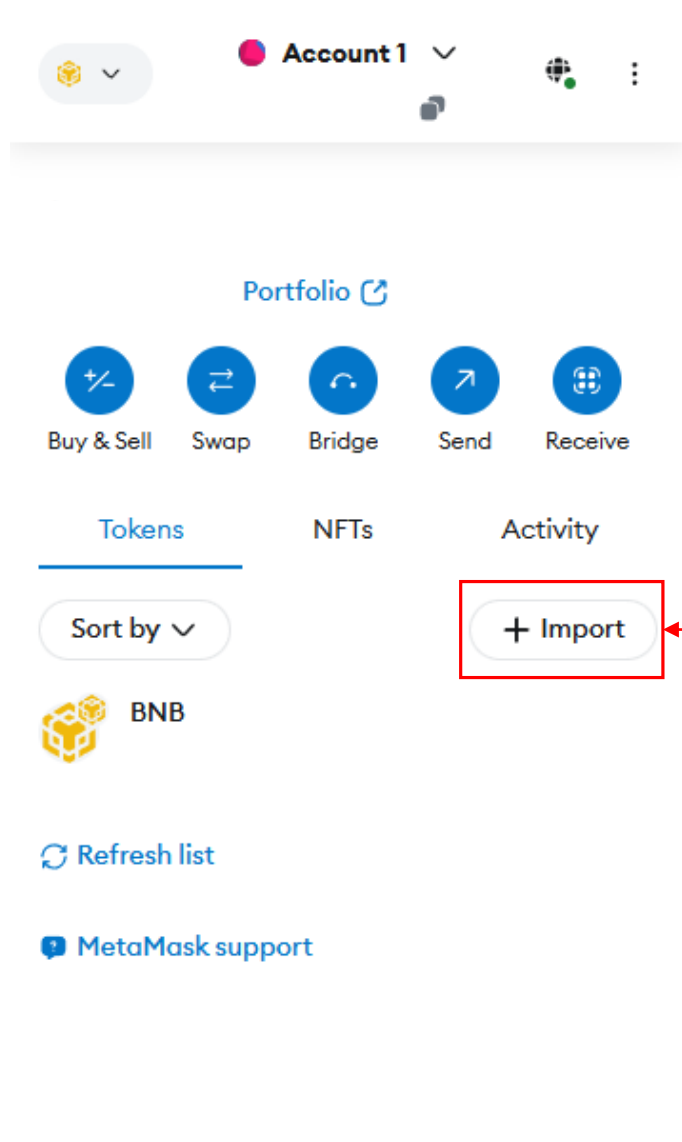 Account 1
Portfolio
Buy & Sell Swap Bridge Send Receive
Tokens NFTs Activity
Sort by + Import
BNB
Refresh list
MetaMask support